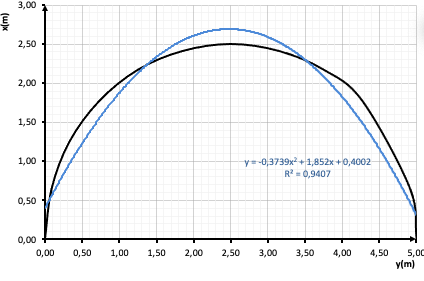 x(m)
3,00
2,50
2,00
1,50
1,00
0,50
0,00
y = -0,3739x² + 1,852x + 0,4002
R² = 0,9407
0,00 0,50 1,00 1,50 2,00 2,50 3,00 3,50 4,00 4,50 5,00
y(m)